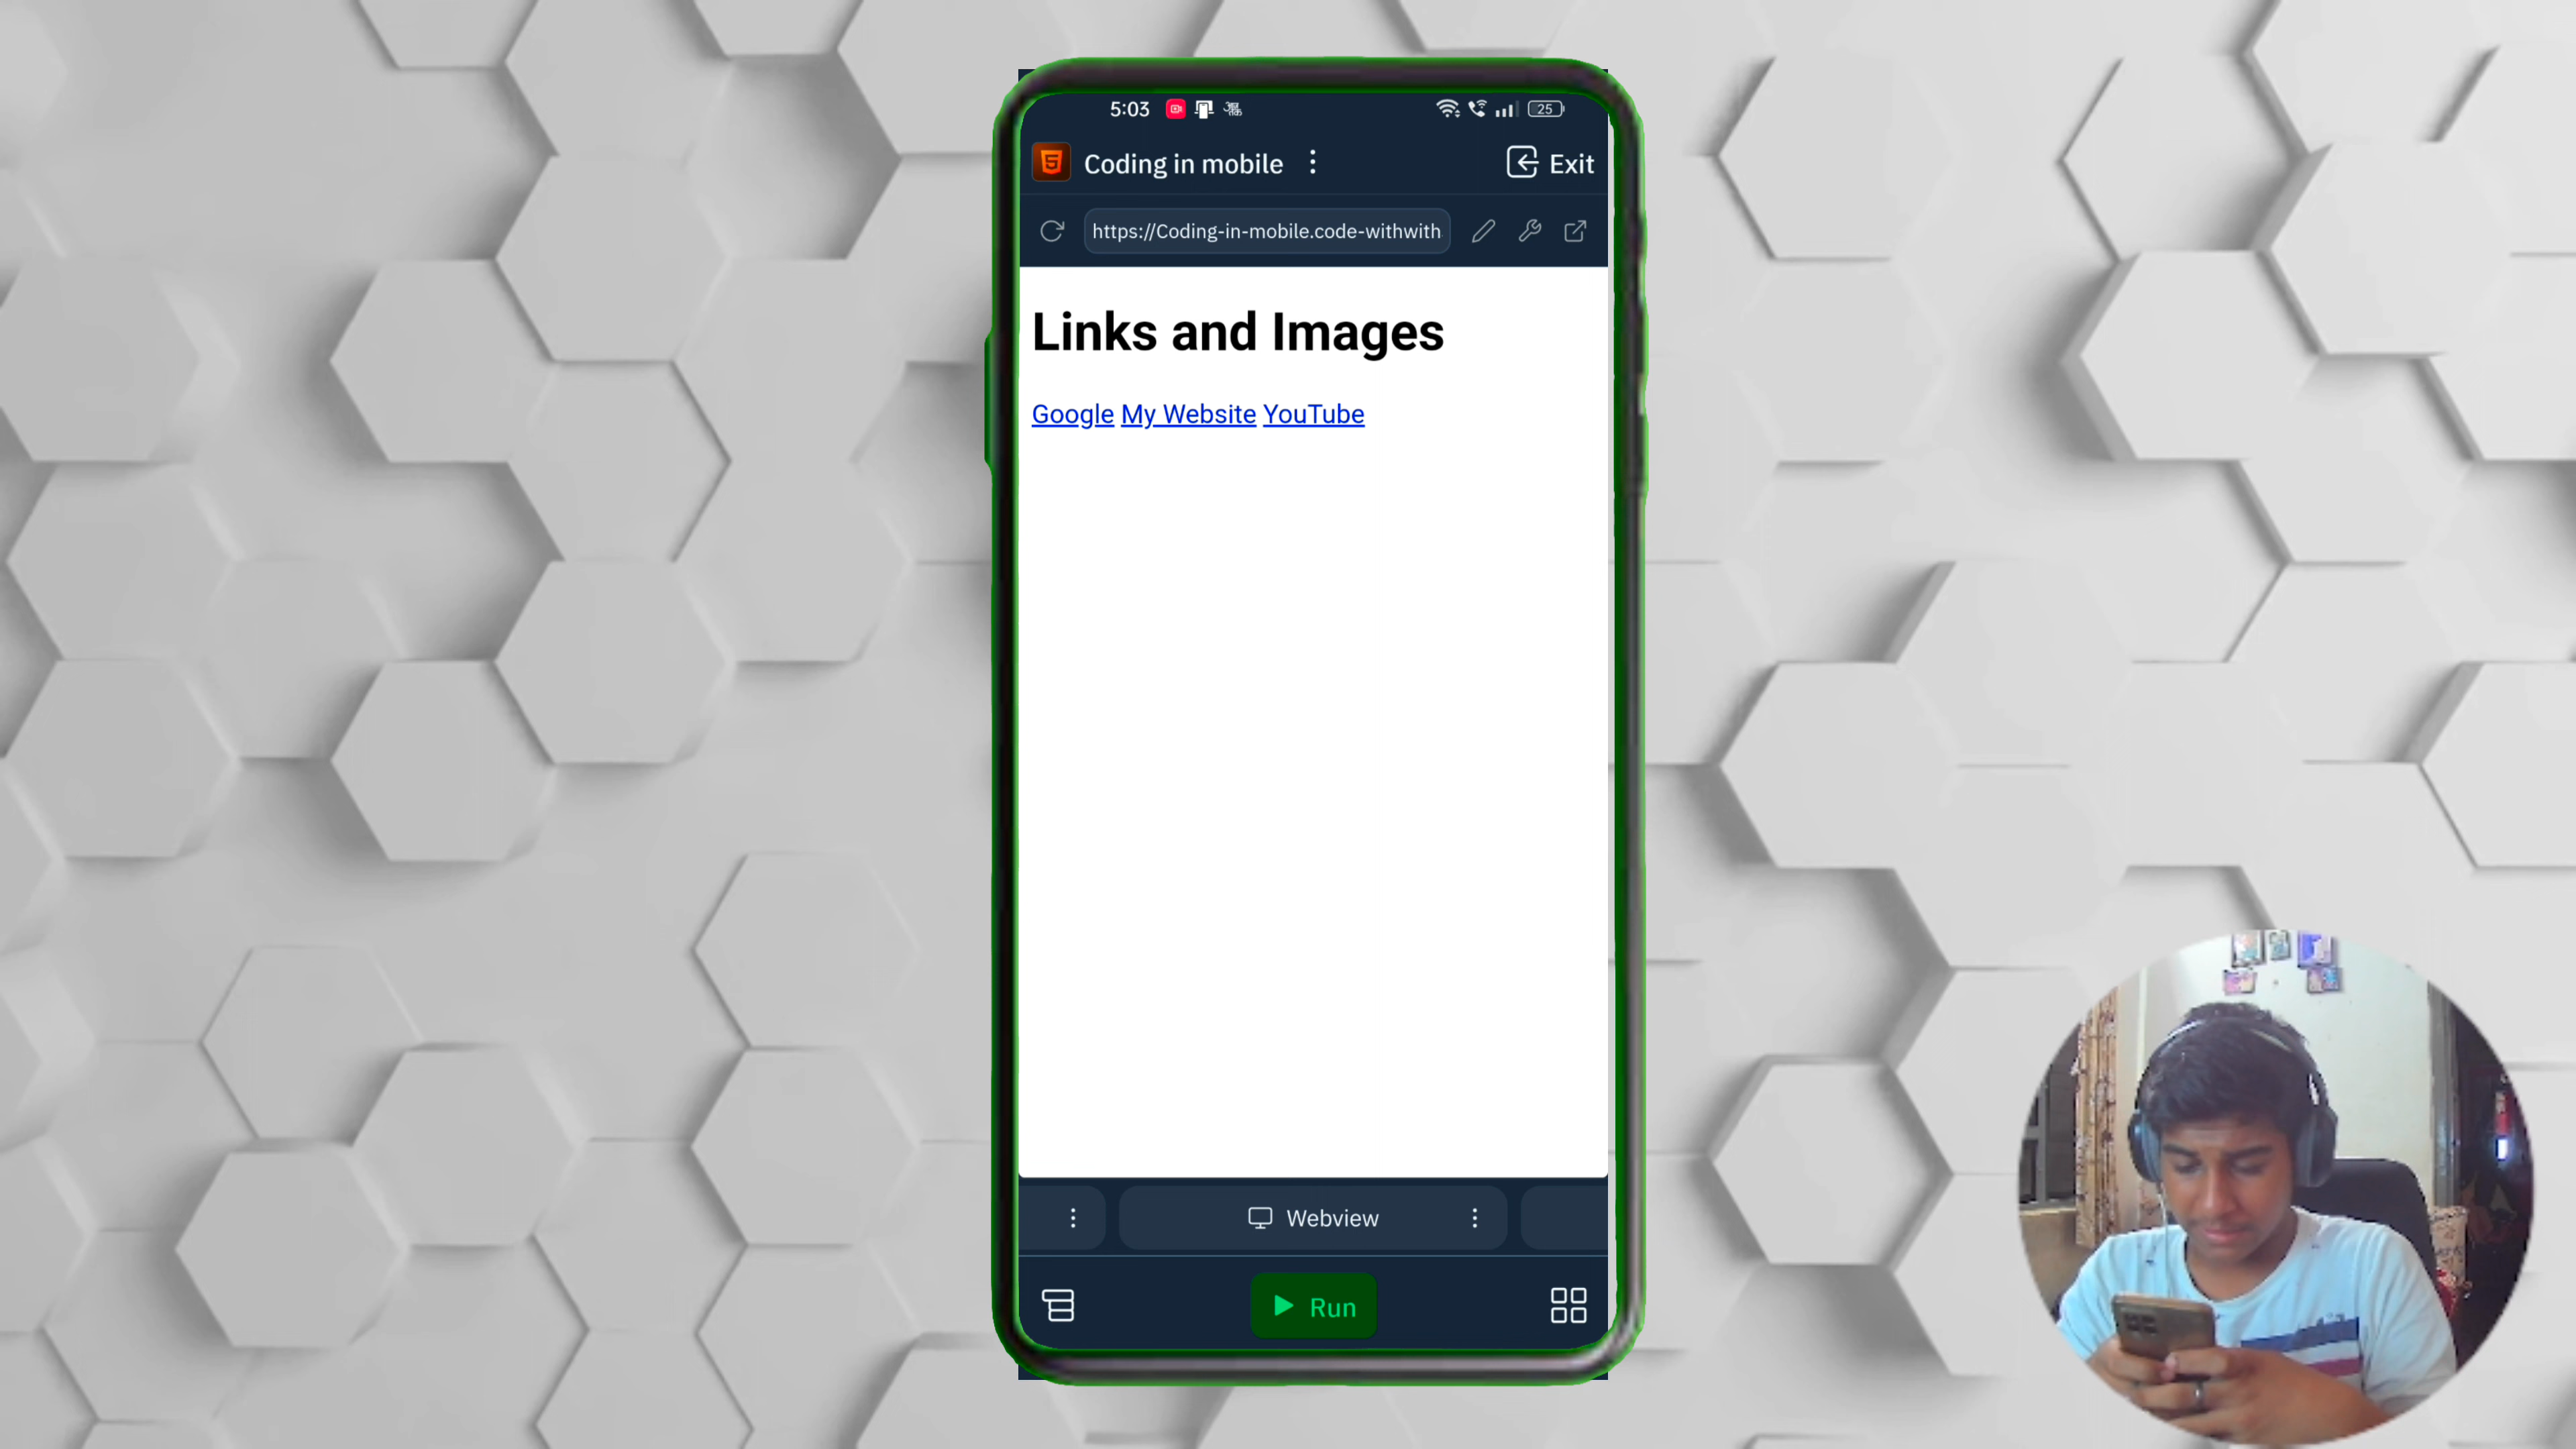 5:03 25
Coding in mobile Exit
https://Coding-in-mobile.code-withwith
Links and Images
Google My Website YouTube
Webview
Run